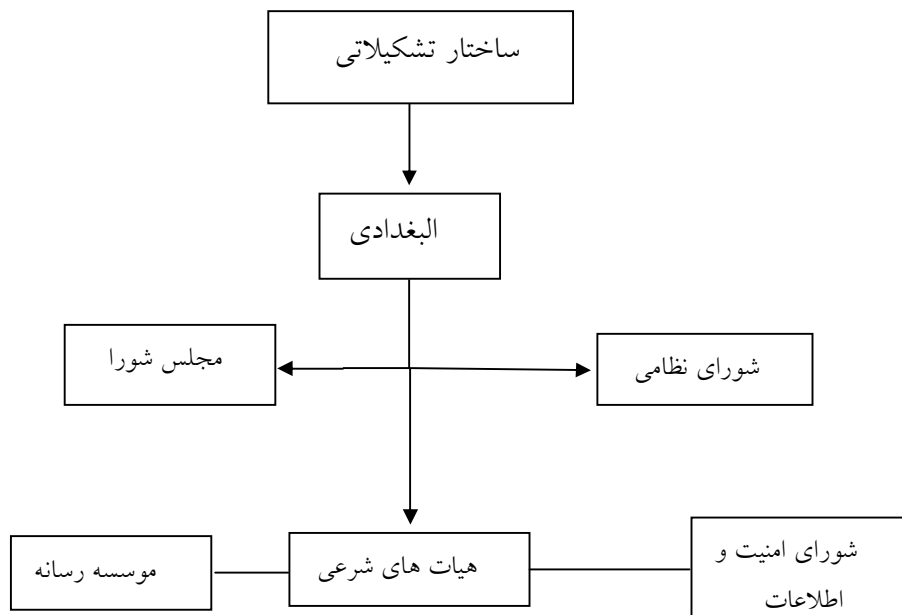 ساختار تشکیلاتی
البغدادی
شورای نظامی
مجلس شورا
شورای امنیت و
اطلاعات
هیات های شرعی
موسسه رسانه